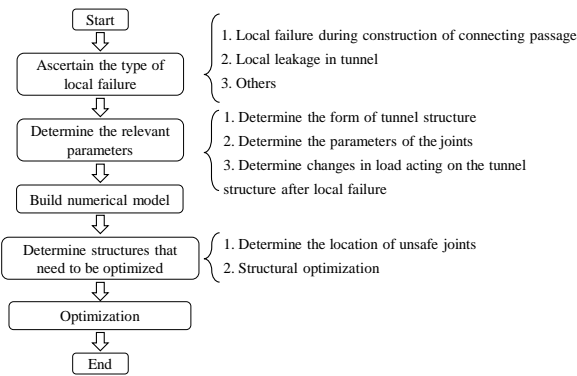 Start
Ascertain the type of
local failure
1. Local failure during construction of connecting passage
2. Local leakage in tunnel
3. Others
Determine the relevant
parameters
1. Determine the form of tunnel structure
2. Determine the parameters of the joints
3. Determine changes in load acting on the tunnel
structure after local failure
Build numerical model
Determine structures that
need to be optimized
1. Determine the location of unsafe joints
2. Structural optimization
Optimization
End